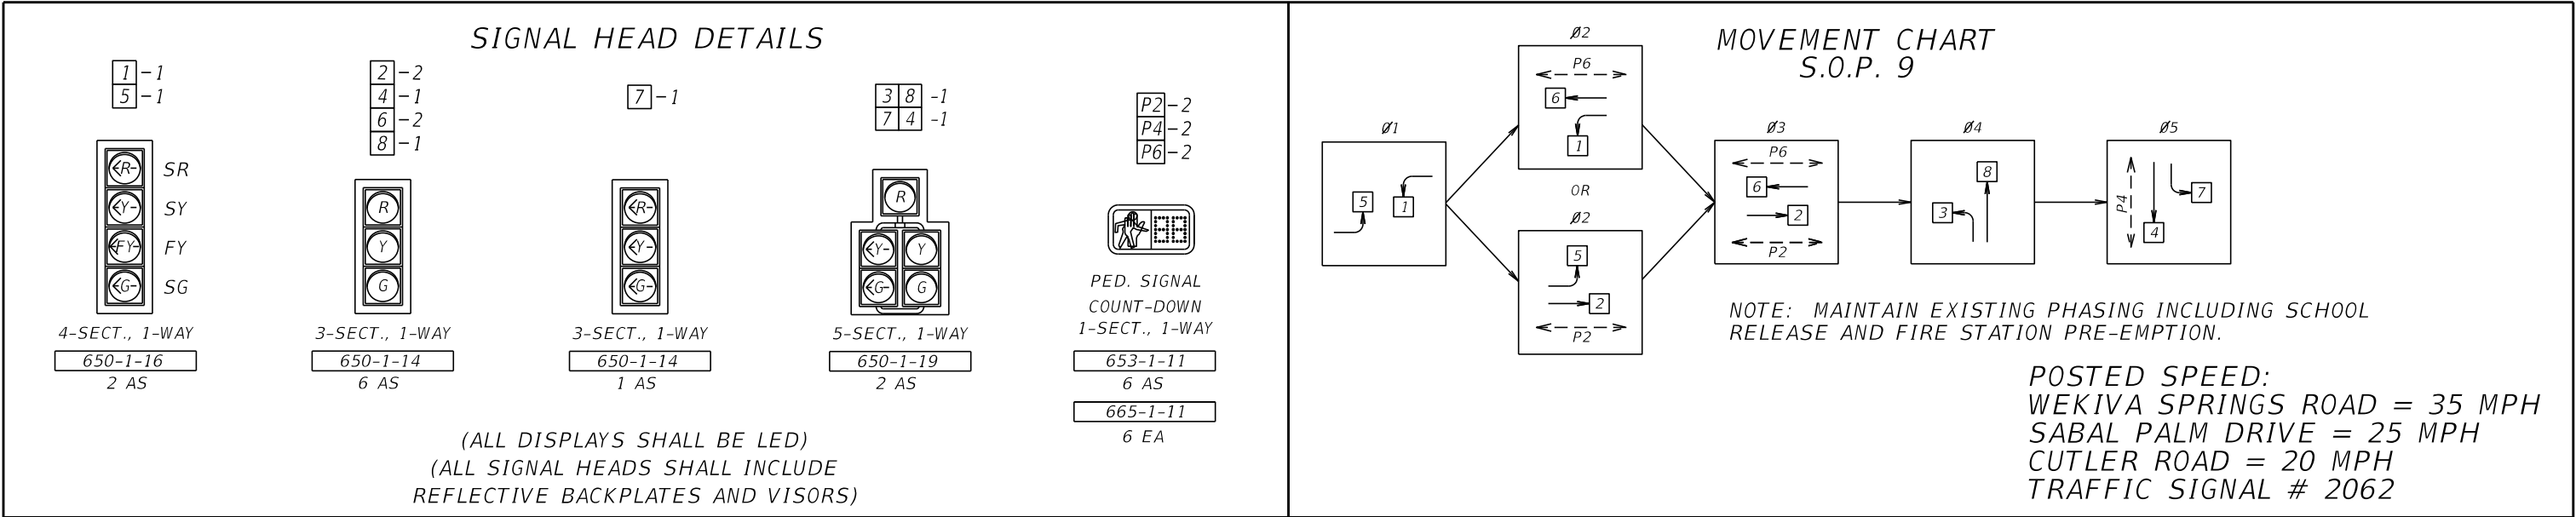 SIGNAL HEAD DETAILS
1 -1
5 -1
2 -2
4 -1
6 -2
8 -1
7 -1
3 8 -1
7 4 -1
P2 -2
P4 -2
P6 -2
R SR
Y SY
FY FY
G SG
4-SECT., 1-WAY
650-1-16
2 AS
R
Y
G
3-SECT., 1-WAY
650-1-14
6 AS
R
Y
G
3-SECT., 1-WAY
650-1-14
1 AS
R
Y Y
G G
5-SECT., 1-WAY
650-1-19
2 AS
PED. SIGNAL
COUNT-DOWN
1-SECT., 1-WAY
653-1-11
6 AS
665-1-11
6 EA
(ALL DISPLAYS SHALL BE LED)
(ALL SIGNAL HEADS SHALL INCLUDE
REFLECTIVE BACKPLATES AND VISORS)
MOVEMENT CHART
S.O.P. 9
Ø1
5 1
Ø2
P6
6
1
OR
Ø2
5
2
P2
Ø3
P6
6
2
P2
Ø4
8
3
Ø5
P4
7
4
NOTE: MAINTAIN EXISTING PHASING INCLUDING SCHOOL
RELEASE AND FIRE STATION PRE-EMPTION.
POSTED SPEED:
WEKIVA SPRINGS ROAD = 35 MPH
SABAL PALM DRIVE = 25 MPH
CUTLER ROAD = 20 MPH
TRAFFIC SIGNAL # 2062